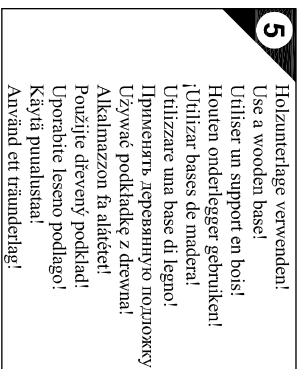 5
Holzunterlage verwenden!
Use a wooden base!
Utiliser un support en bois!
Houten onderlegger gebruiken!
¡Utilizar bases de madera!
Utilizzare una base di legno!
Применять деревянную подложку
Używać podkładkę z drewna!
Alkalmazzon fa alátétet!
Použijte dřevený podklad!
Uporabite leseno podlago!
Käytä puualustaa!
Använd ett träunderlag!